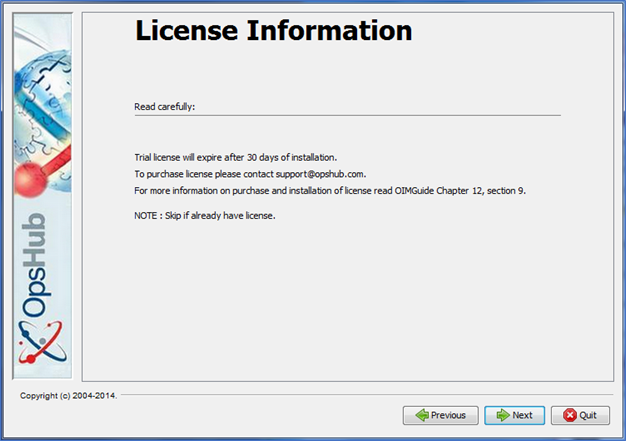 License Information
Read carefully:
Trial license will expire after 30 days of installation.
To purchase license please contact support@opshub.com.
For more information on purchase and installation of license read OIMGuide Chapter 12, section 9.
NOTE : Skip if already have license.
OpsHub
Copyright (c) 2004-2014.
Previous
Next
Quit